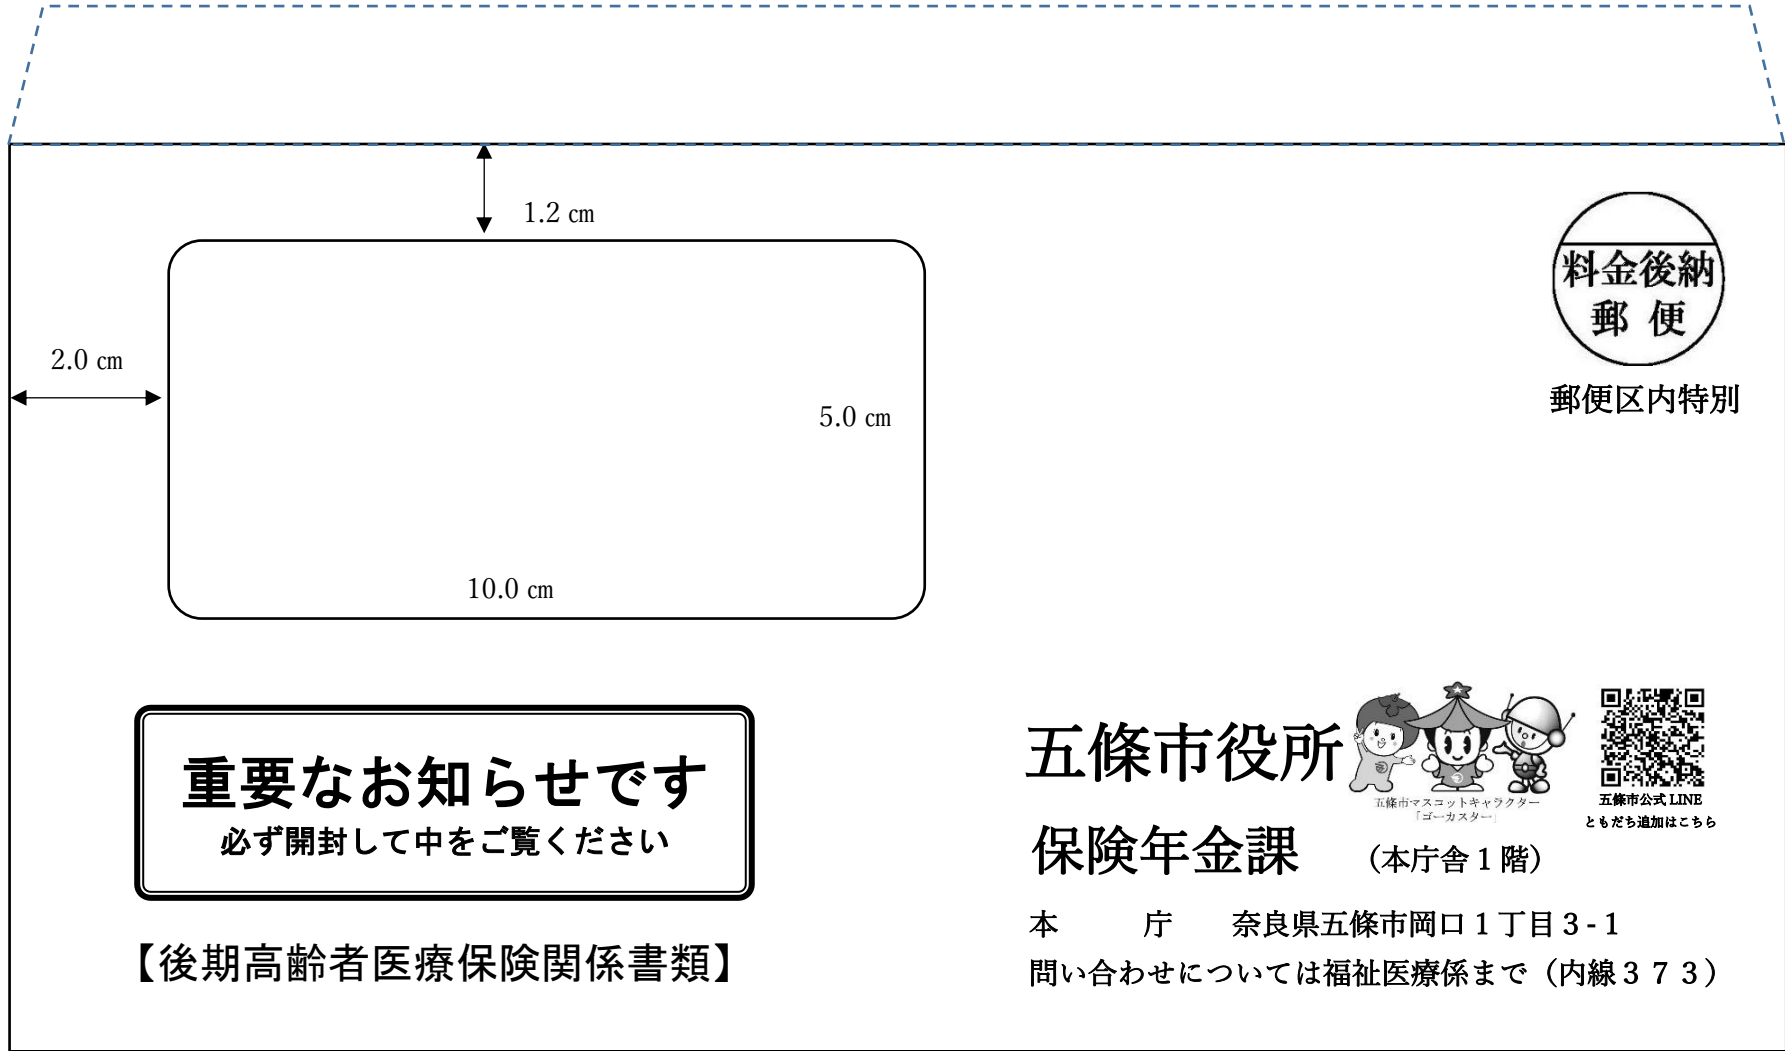 1.2 ㎝
料金後納
郵 便
2.0 ㎝
郵便区内特別
5.0 ㎝
10.0 ㎝
重要なお知らせです
必ず開封して中をご覧ください
【後期高齢者医療保険関係書類】
五條市役所
五條市マスコットキャラクター
「ゴーカスター」
五條市公式 LINE
ともだち追加はこちら
保険年金課 （本庁舎１階）
本 庁 奈良県五條市岡口１丁目３-１
問い合わせについては福祉医療係まで（内線３７３）